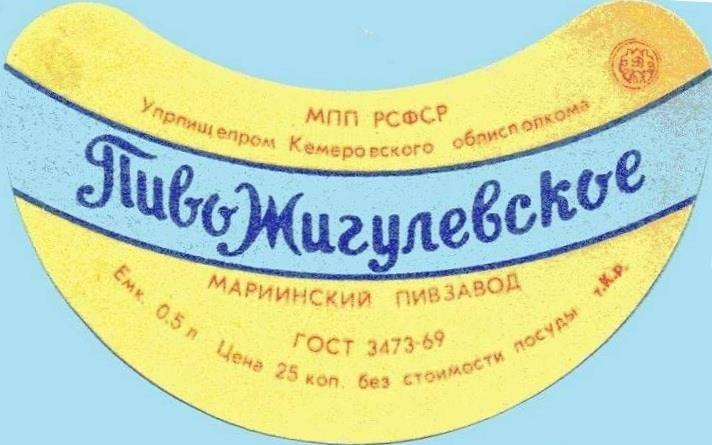 МПП РСФСР
Упрпищепром Кемеровского облисполкома
Пиво Жигулевское
МАРИИНСКИЙ ПИВЗАВОД
ГОСТ 3473-69
Емк. 0.5 л Цена 25 коп. без стоимости посуды т.К.р.